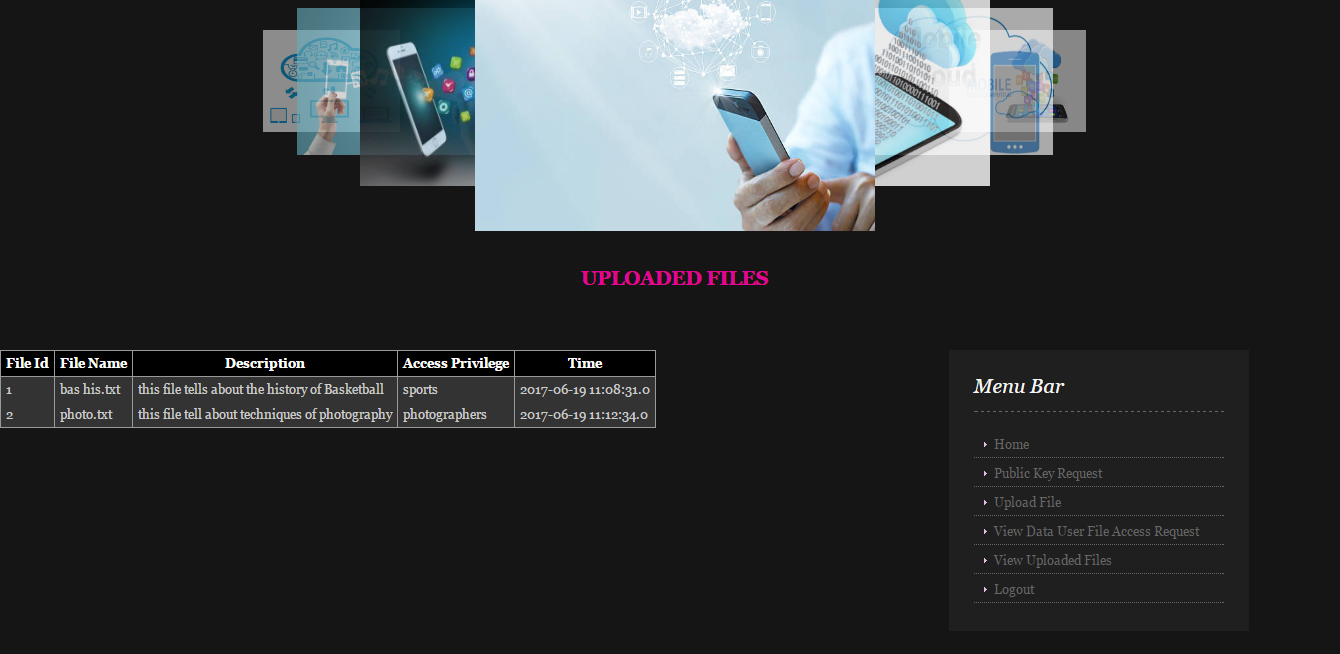 UPLOADED FILES
File Id File Name Description Access Privilege Time
1 bas his.txt this file tells about the history of Basketball sports 2017-06-19 11:08:31.0
2 photo.txt this file tell about techniques of photography photographers 2017-06-19 11:12:34.0
Menu Bar
Home
Public Key Request
Upload File
View Data User File Access Request
View Uploaded Files
Logout